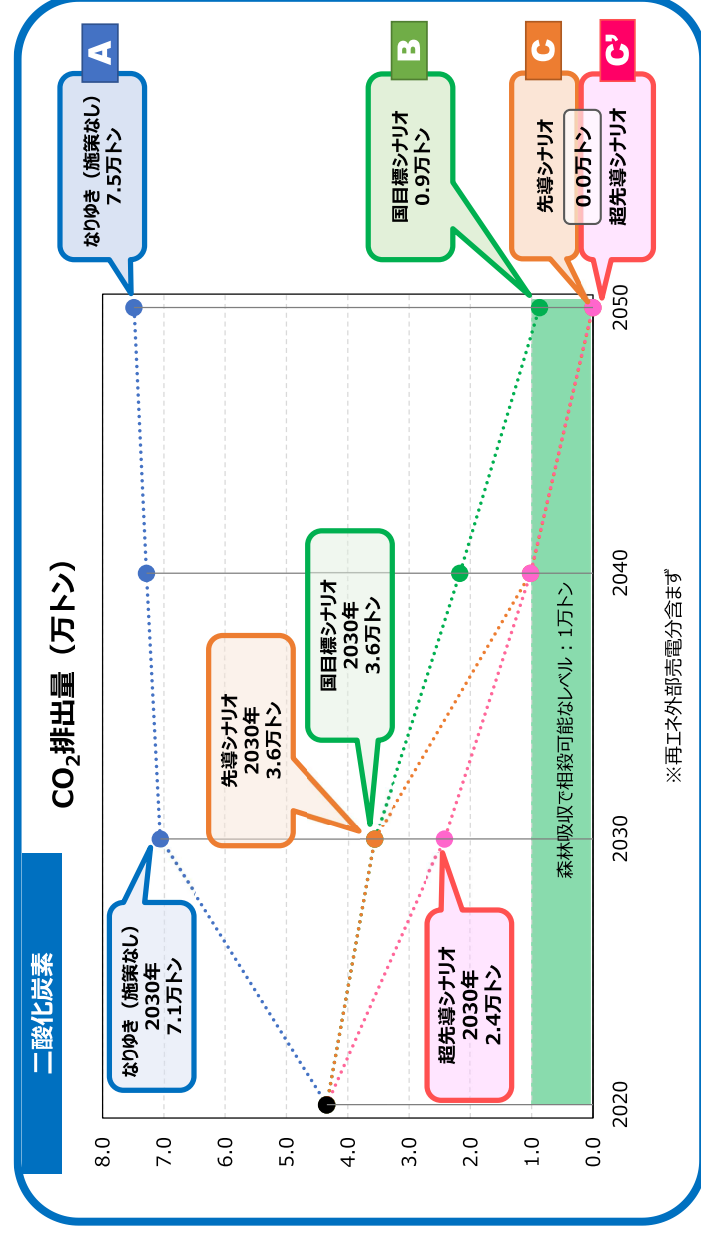 二酸化炭素
CO₂排出量（万トン）
A
なりゆき（施策なし）
7.5万トン
B
国目標シナリオ
0.9万トン
C
先導シナリオ
0.0万トン
超先導シナリオ
C’
なりゆき（施策なし）
2030年
7.1万トン
先導シナリオ
2030年
3.6万トン
国目標シナリオ
2030年
3.6万トン
超先導シナリオ
2030年
2.4万トン
森林吸収で相殺可能なレベル：1万トン
8.0
7.0
6.0
5.0
4.0
3.0
2.0
1.0
0.0
2020
2030
2040
2050
※再エネ外部売電分含まず